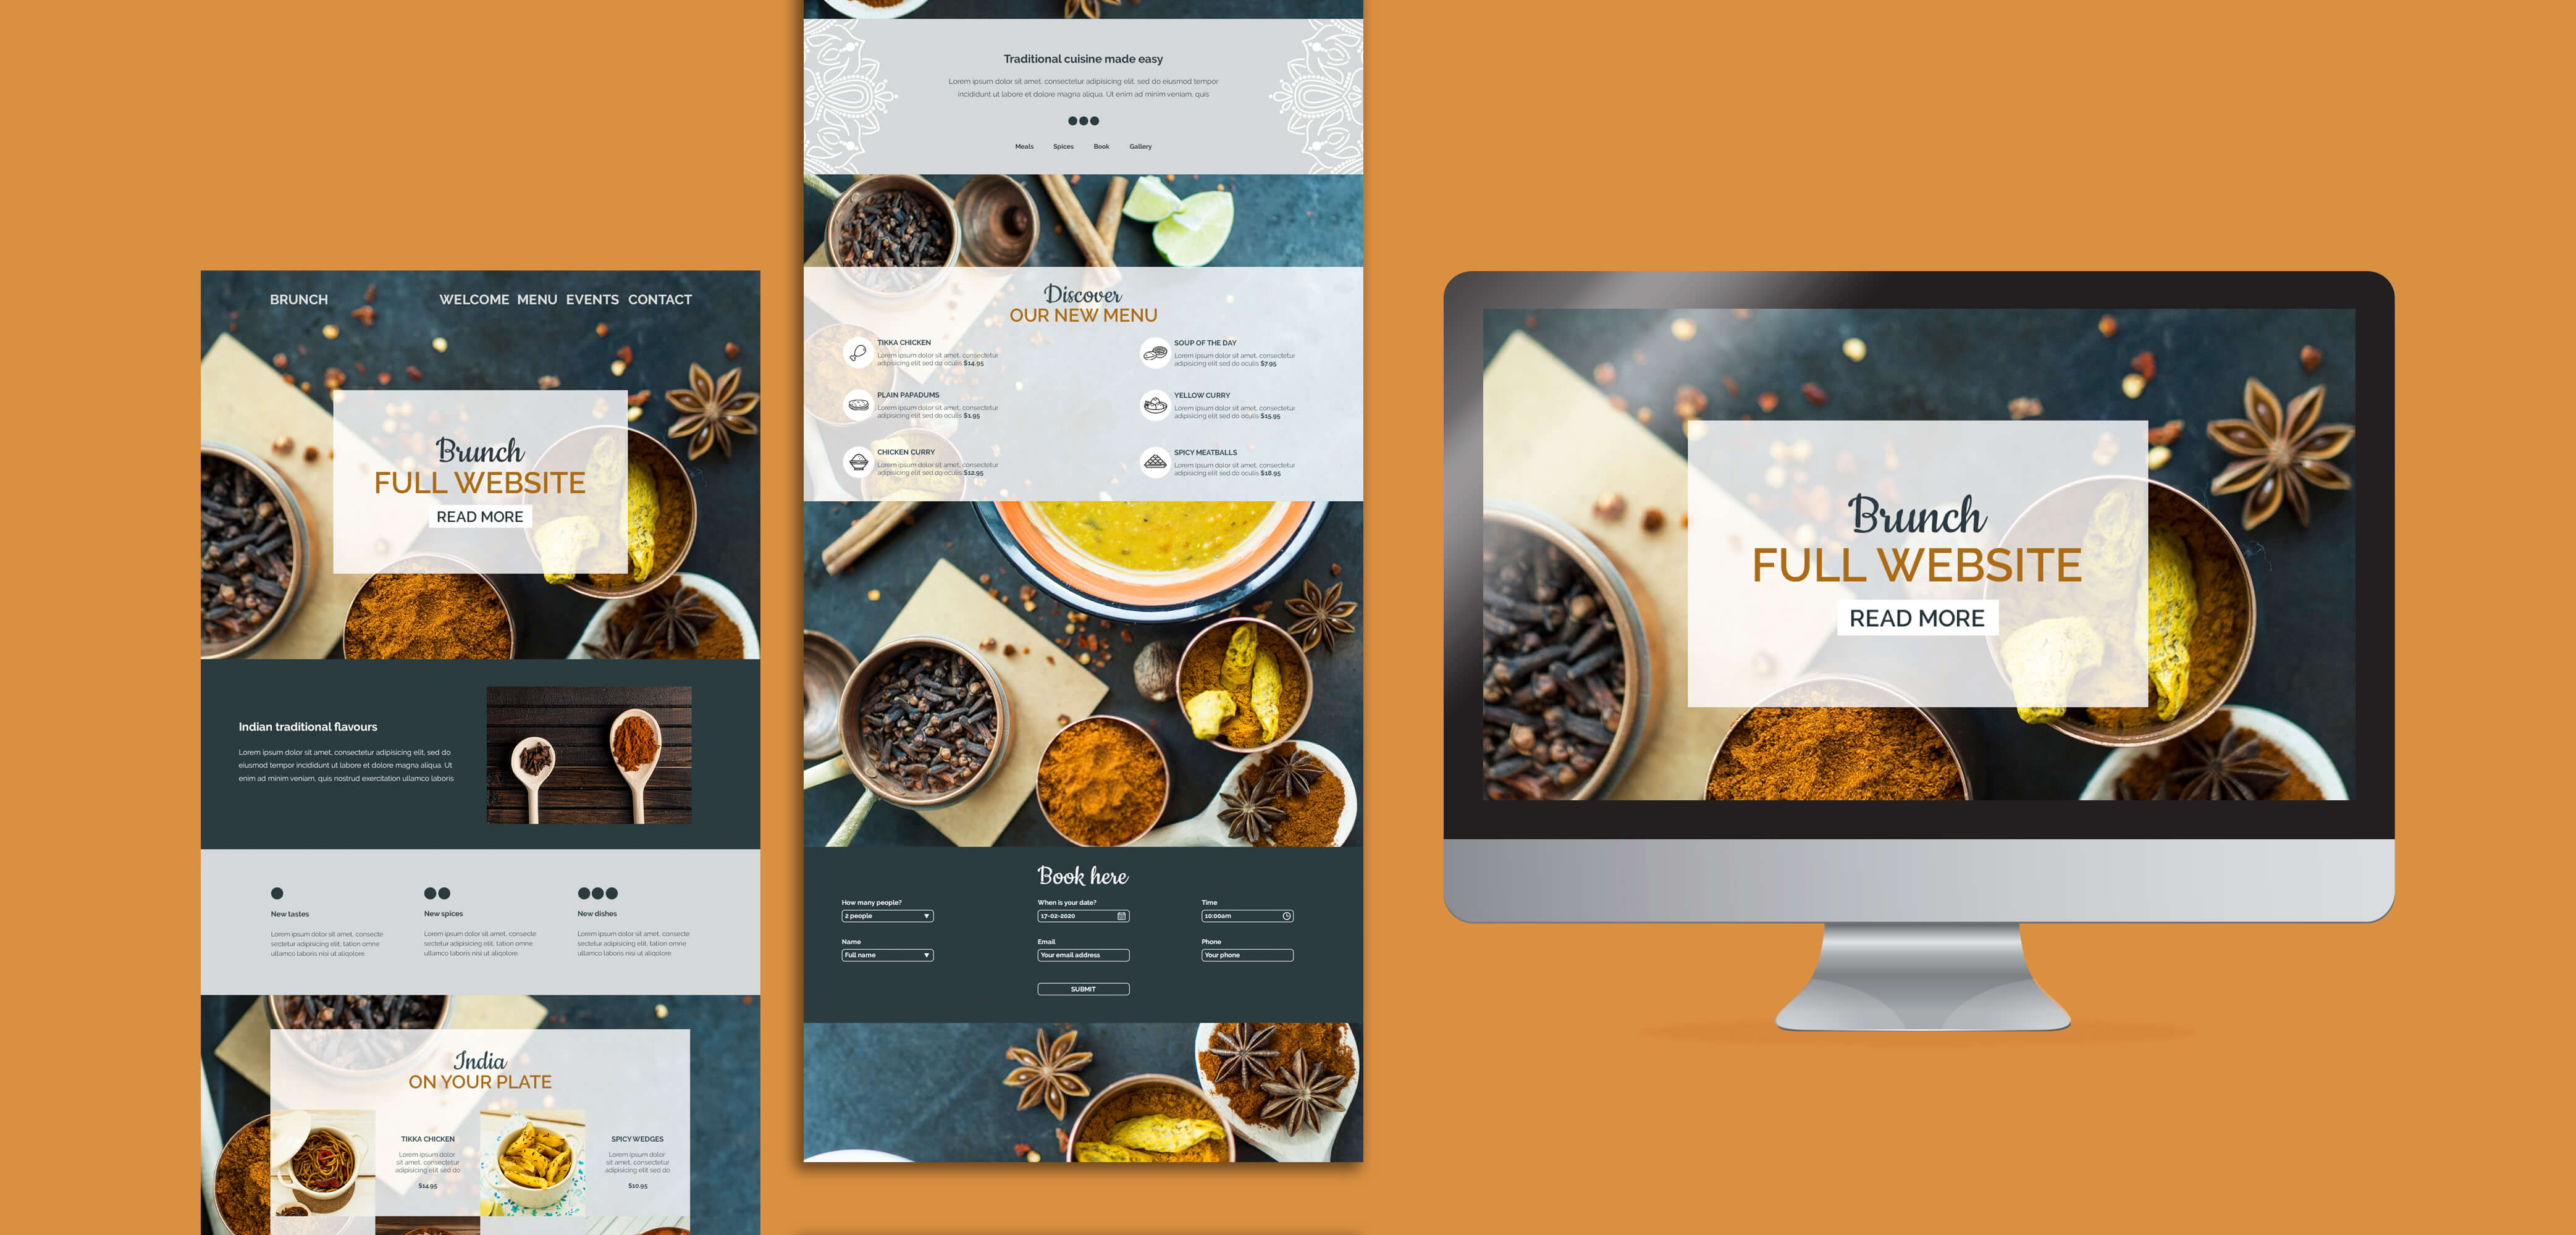 BRUNCH
WELCOME MENU EVENTS CONTACT
Brunch
FULL WEBSITE
READ MORE
Indian traditional flavours
Lorem ipsum dolor sit amet, consectetur adipisicing elit, sed do
eiusmod tempor incididunt ut labore et dolore magna aliqua. Ut
enim ad minim veniam, quis nostrud exercitation ullamco laboris
New tastes
Lorem ipsum dolor sit amet, consecte
sectetur adipisicing elit, tation omne
ullamco laboris nisi ut aliqolore.
New spices
Lorem ipsum dolor sit amet, consecte
sectetur adipisicing elit, tation omne
ullamco laboris nisi ut aliqolore.
New dishes
Lorem ipsum dolor sit amet, consecte
sectetur adipisicing elit, tation omne
ullamco laboris nisi ut aliqolore.
India
ON YOUR PLATE
TIKKA CHICKEN
Lorem ipsum dolor
sit amet, consectetur
adipisicing elit sed do
$14.95
SPICY WEDGES
Lorem ipsum dolor
sit amet, consectetur
adipisicing elit sed do
$10.95
Traditional cuisine made easy
Lorem ipsum dolor sit amet, consectetur adipisicing elit, sed do eiusmod tempor
incididunt ut labore et dolore magna aliqua. Ut enim ad minim veniam, quis
Meals Spices Book Gallery
Discover
OUR NEW MENU
TIKKA CHICKEN
Lorem ipsum dolor sit amet, consectetur
adipisicing elit sed do oculis $14.95
PLAIN PAPADUMS
Lorem ipsum dolor sit amet, consectetur
adipisicing elit sed do oculis $1.95
CHICKEN CURRY
Lorem ipsum dolor sit amet, consectetur
adipisicing elit sed do oculis $12.95
SOUP OF THE DAY
Lorem ipsum dolor sit amet, consectetur
adipisicing elit sed do oculis $7.95
YELLOW CURRY
Lorem ipsum dolor sit amet, consectetur
adipisicing elit sed do oculis $15.95
SPICY MEATBALLS
Lorem ipsum dolor sit amet, consectetur
adipisicing elit sed do oculis $18.95
Book here
How many people?
2 people
When is your date?
17-02-2020
Time
10:00am
Name
Full name
Email
Your email address
Phone
Your phone
SUBMIT
Brunch
FULL WEBSITE
READ MORE